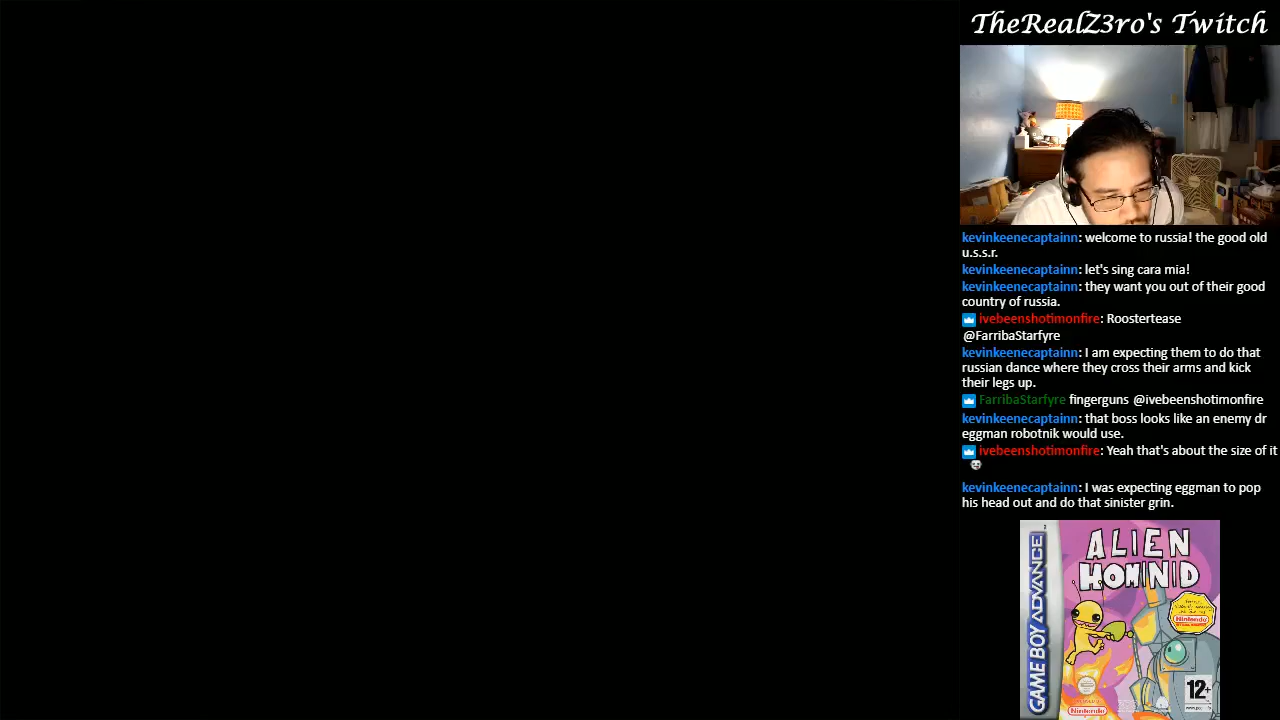 TheRealZ3ro's Twitch
kevinkeenecaptainn: welcome to russia! the good old
u.s.s.r.
kevinkeenecaptainn: let's sing cara mia!
kevinkeenecaptainn: they want you out of their good
country of russia.
ivebeenshotimonfire: Roostertease
@FarribaStarfyre
kevinkeenecaptainn: I am expecting them to do that
russian dance where they cross their arms and kick
their legs up.
FarribaStarfyre fingerguns @ivebeenshotimonfire
kevinkeenecaptainn: that boss looks like an enemy dr
eggman robotnik would use.
ivebeenshotimonfire: Yeah that's about the size of it
kevinkeenecaptainn: I was expecting eggman to pop
his head out and do that sinister grin.
GAME BOY ADVANCE
ALIEN
HOMINID
Nintendo
12+
Nintendo